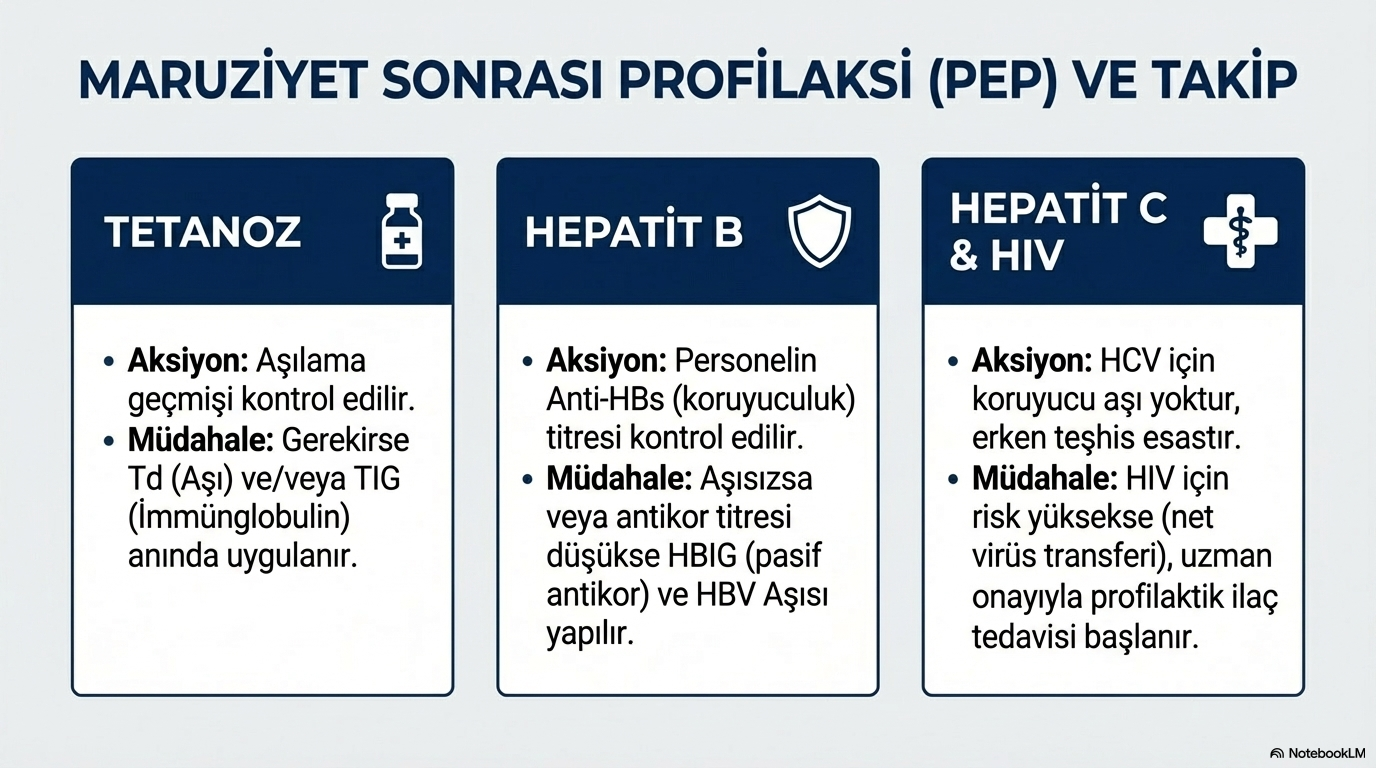 MARUZİYET SONRASI PROFİLAKSİ (PEP) VE TAKİP
TETANOZ
• Aksiyon: Aşılama
geçmişi kontrol edilir.
• Müdahale: Gerekirse
Td (Aşı) ve/veya TIG
(İmmünglobulin)
anında uygulanır.
HEPATİT B
• Aksiyon: Personelin
Anti-HBs (koruyuculuk)
titresi kontrol edilir.
• Müdahale: Aşısızsa
veya antikor titresi
düşükse HBIG (pasif
antikor) ve HBV Aşısı
yapılır.
HEPATİT C
& HIV
• Aksiyon: HCV için
koruyucu aşı yoktur,
erken teşhis esastır.
• Müdahale: HIV için
risk yüksekse (net
virüs transferi), uzman
onayıyla profilaktik ilaç
tedavisi başlanır.
NotebookLM